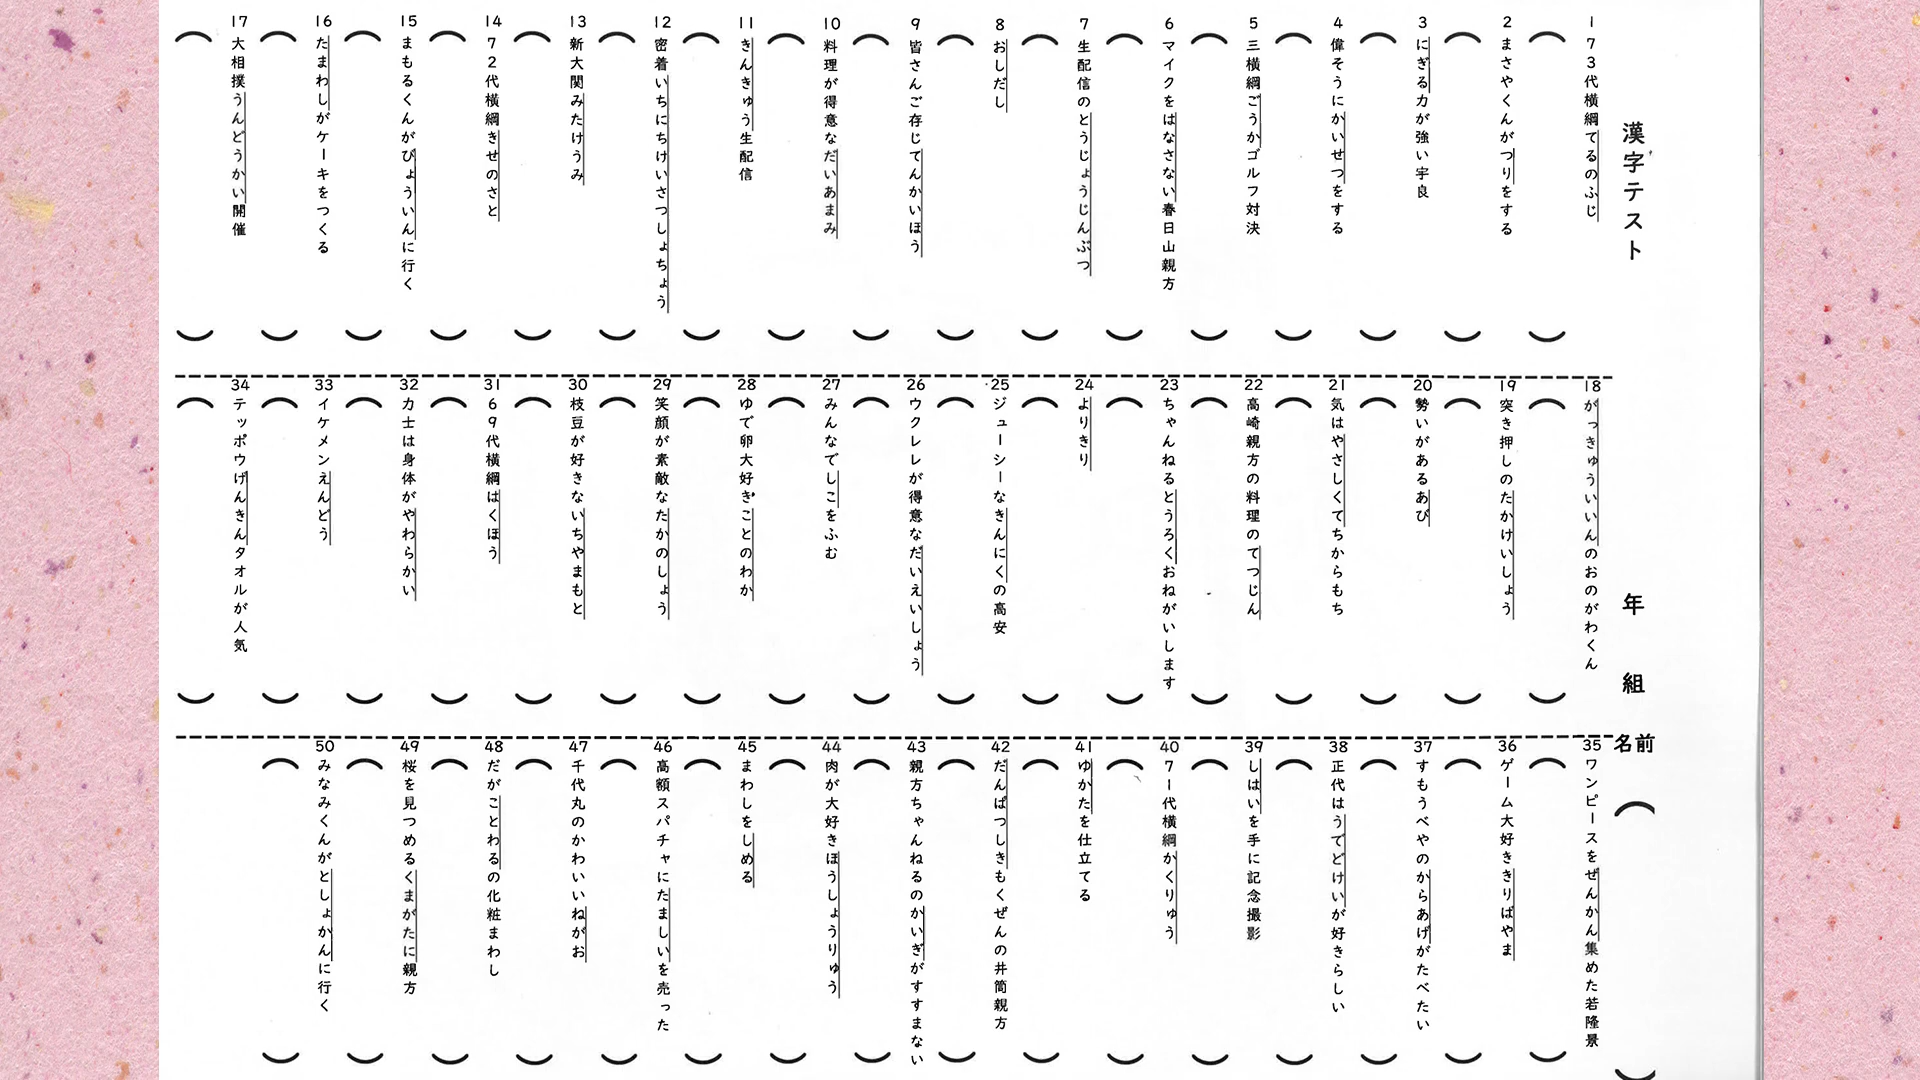 漢字テスト
年 組 名前
1 73代横綱てるのふじ
2 まさやくんがつりをする
3 にぎる力が強い宇良
4 偉そうにかいせつをする
5 三横綱ごうかゴルフ対決
6 マイクをはなさない春日山親方
7 生配信のとうじょうじんぶつ
8 おしだし
9 皆さんご存じてんかいほう
10 料理が得意なだいあまみ
11 きんきゅう生配信
12 密着いちにちけいさつしょちょう
13 新大関みたけうみ
14 72代横綱きせのさと
15 まもるくんがびょういんに行く
16 たまわしがケーキをつくる
17 大相撲うんどうかい開催
18 がっきゅういいんのおのがわくん
19 突き押しのたかけいしょう
20 勢いがあるあび
21 気はやさしくてちからもち
22 高崎親方の料理のてつじん
23 ちゃんねるとうろくおねがいします
24 よりきり
25 ジューシーなきんにくの高安
26 ウクレレが得意なだいえいしょう
27 みんなでしこをふむ
28 ゆで卵大好きことのわか
29 笑顔が素敵なたかのしょう
30 枝豆が好きないちやまもと
31 69代横綱はくほう
32 力士は身体がやわらかい
33 イケメンえんどう
34 テッポウげんきんタオルが人気
35 ワンピースをぜんかん集めた若隆景
36 ゲーム大好ききりばやま
37 すもうべやのからあげがたべたい
38 正代はうでどけいが好きらしい
39 しはいを手に記念撮影
40 71代横綱かくりゅう
41 ゆかたを仕立てる
42 だんぱつしきもくぜんの井筒親方
43 親方ちゃんねるのかいぎがすすまない
44 肉が大好きほうしょうりゅう
45 まわしをしめる
46 高額スパチャにたましいを売った
47 千代丸のかわいいねがお
48 だがことわるの化粧まわし
49 桜を見つめるくまがたに親方
50 みなみくんがとしょかんに行く